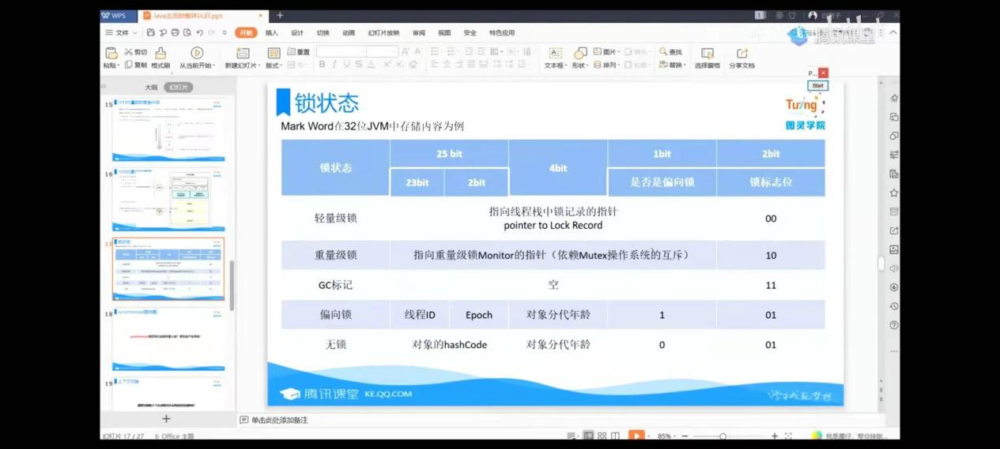 WPS Java主流锁整体认识.ppt
文件 开始 插入 设计 切换 动画 幻灯片放映 审阅 视图 安全 特色应用
腾讯课堂
粘贴 剪切 复制 格式刷 从当前开始 新建幻灯片 版式 重置 B I U S A 文本框 形状 图片 排列 查找 替换 选择窗格 分享文档
大纲 幻灯片
P...
Start
15
16
17
18
19
锁状态
Tuling
图灵学院
Mark Word在32位JVM中存储内容为例
锁状态 25 bit 4bit 1bit 2bit
23bit 2bit 是否是偏向锁 锁标志位
轻量级锁 指向线程栈中锁记录的指针 00
pointer to Lock Record
重量级锁 指向重量级锁Monitor的指针（依赖Mutex操作系统的互斥） 10
GC标记 空 11
偏向锁 线程ID Epoch 对象分代年龄 1 01
无锁 对象的hashCode 对象分代年龄 0 01
腾讯课堂 KE.QQ.COM
单击此处添加备注
幻灯片 17 / 27 6_Office 主题 85%